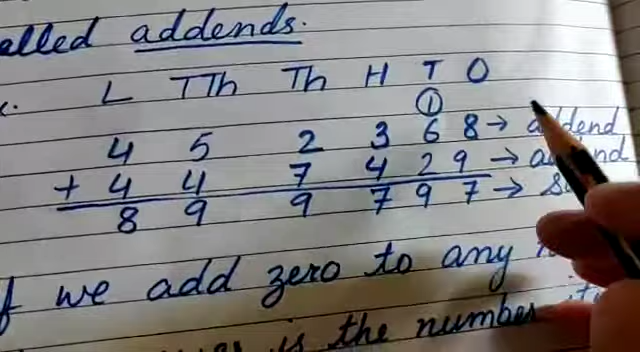 alled addends.
L TTh Th H T O
①
4 5 2 3 6 8 → addend
+ 4 4 7 4 2 9 →
8 9 9 7 9 7 →
we add zero to any
is the number